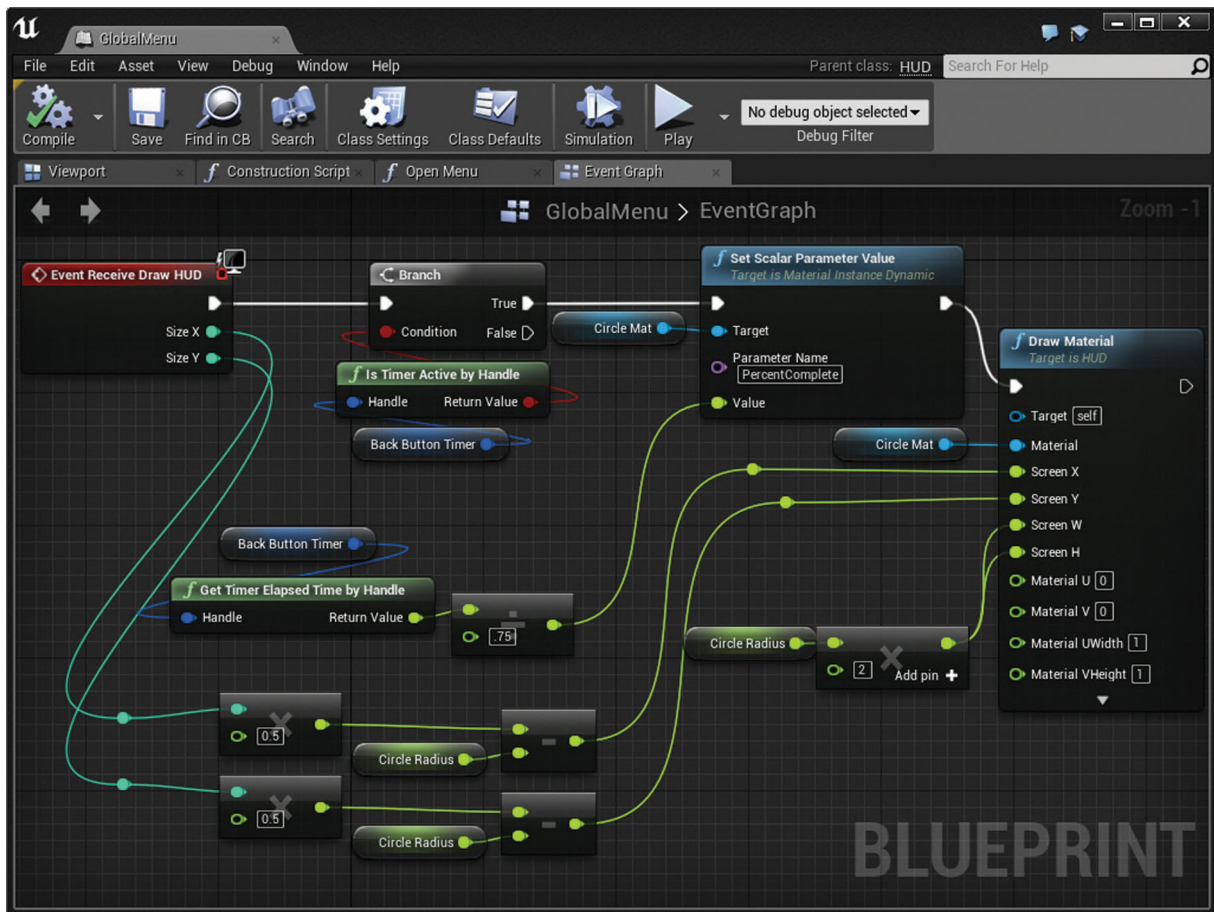 GlobalMenu
File Edit Asset View Debug Window Help
Parent class: HUD
Search For Help
Compile
Save
Find in CB
Search
Class Settings
Class Defaults
Simulation
Play
No debug object selected
Debug Filter
Viewport
Construction Script
Open Menu
Event Graph
GlobalMenu > EventGraph
Zoom -1
Event Receive Draw HUD
Size X
Size Y
Branch
True
Condition
False
Is Timer Active by Handle
Handle
Return Value
Back Button Timer
Circle Mat
Set Scalar Parameter Value
Target is Material Instance Dynamic
Target
Parameter Name
PercentComplete
Value
Draw Material
Target is HUD
Target self
Circle Mat
Material
Screen X
Screen Y
Screen W
Screen H
Material U 0
Material V 0
Material UWidth 1
Material VHeight 1
Back Button Timer
Get Timer Elapsed Time by Handle
Handle
Return Value
.75
Circle Radius
2
Add pin +
0.5
Circle Radius
0.5
Circle Radius
BLUEPRINT